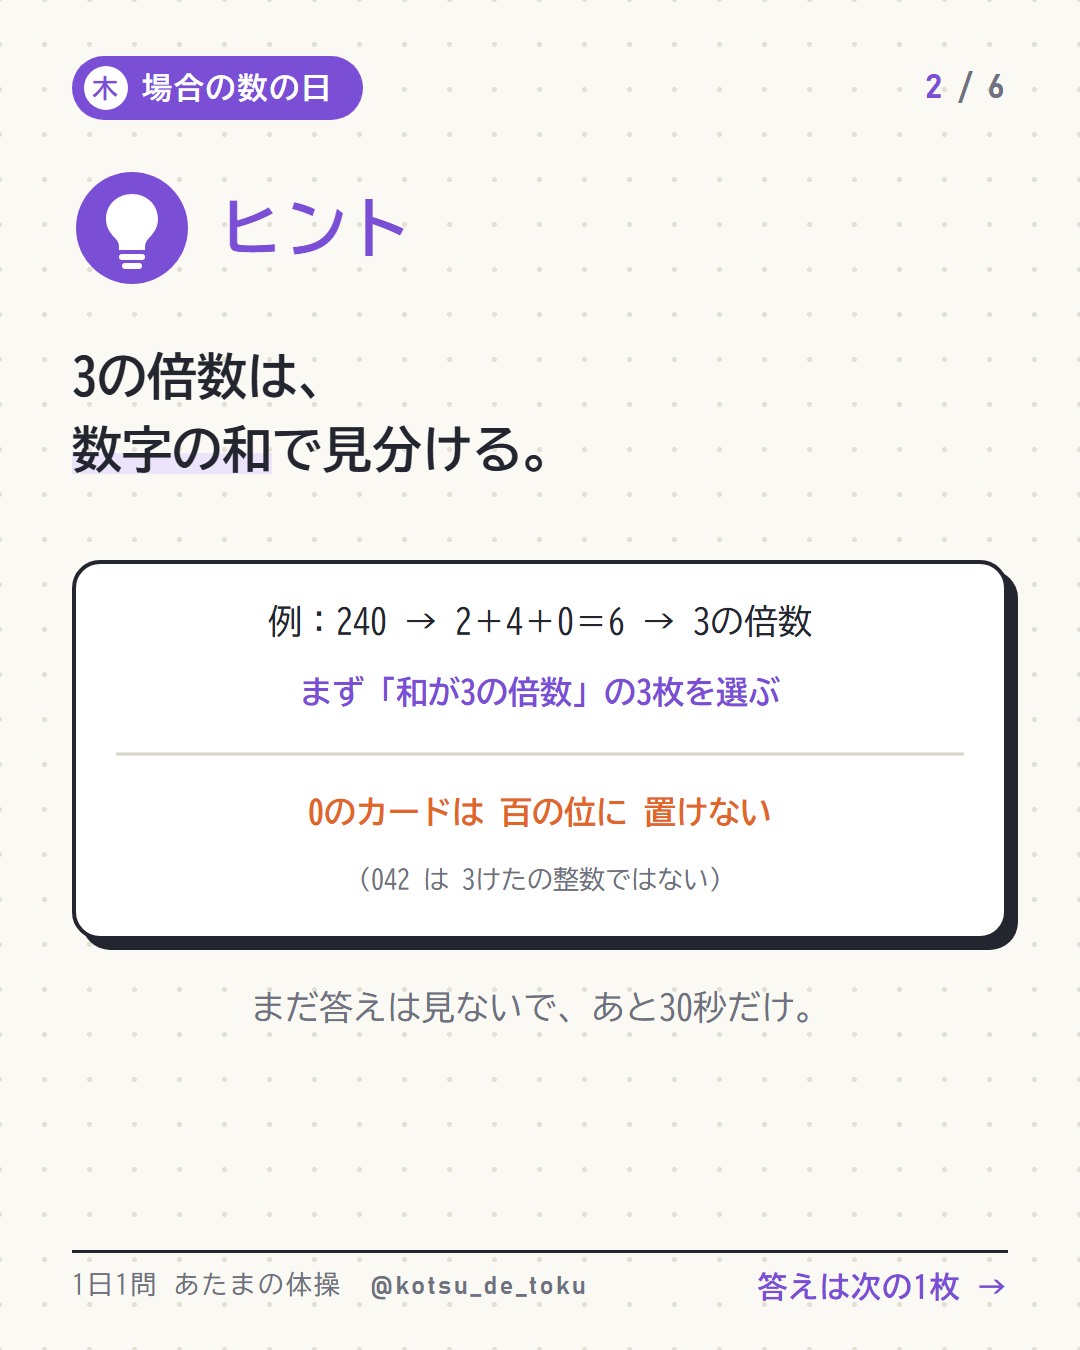 木 場合の数の日
2 / 6
ヒント
3の倍数は、
数字の和で見分ける。
例：240 → 2＋4＋0＝6 → 3の倍数
まず「和が3の倍数」の3枚を選ぶ
0のカードは 百の位に 置けない
（042 は 3けたの整数ではない）
まだ答えは見ないで、あと30秒だけ。
1日1問 あたまの体操 @kotsu_de_toku
答えは次の1枚 →